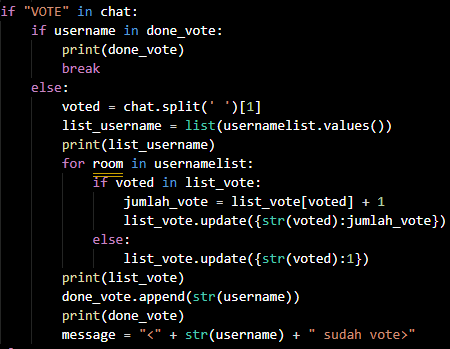 if "VOTE" in chat:
    if username in done_vote:
        print(done_vote)
        break
    else:
        voted = chat.split(' ')[1]
        list_username = list(usernamelist.values())
        print(list_username)
        for room in usernamelist:
            if voted in list_vote:
                jumlah_vote = list_vote[voted] + 1
                list_vote.update({str(voted):jumlah_vote})
            else:
                list_vote.update({str(voted):1})
        print(list_vote)
        done_vote.append(str(username))
        print(done_vote)
        message = "<" + str(username) + " sudah vote>"